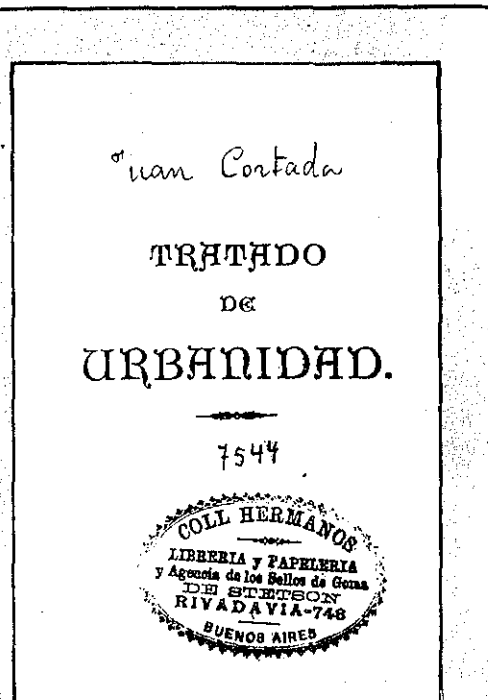 Juan Cortada
TRATADO
DE
URBANIDAD.
7544
COLL HERMANOS
LIBRERIA y PAPELERIA
y Agencia de los Sellos de Goma
DE STETSON
RIVADAVIA-748
BUENOS AIRES